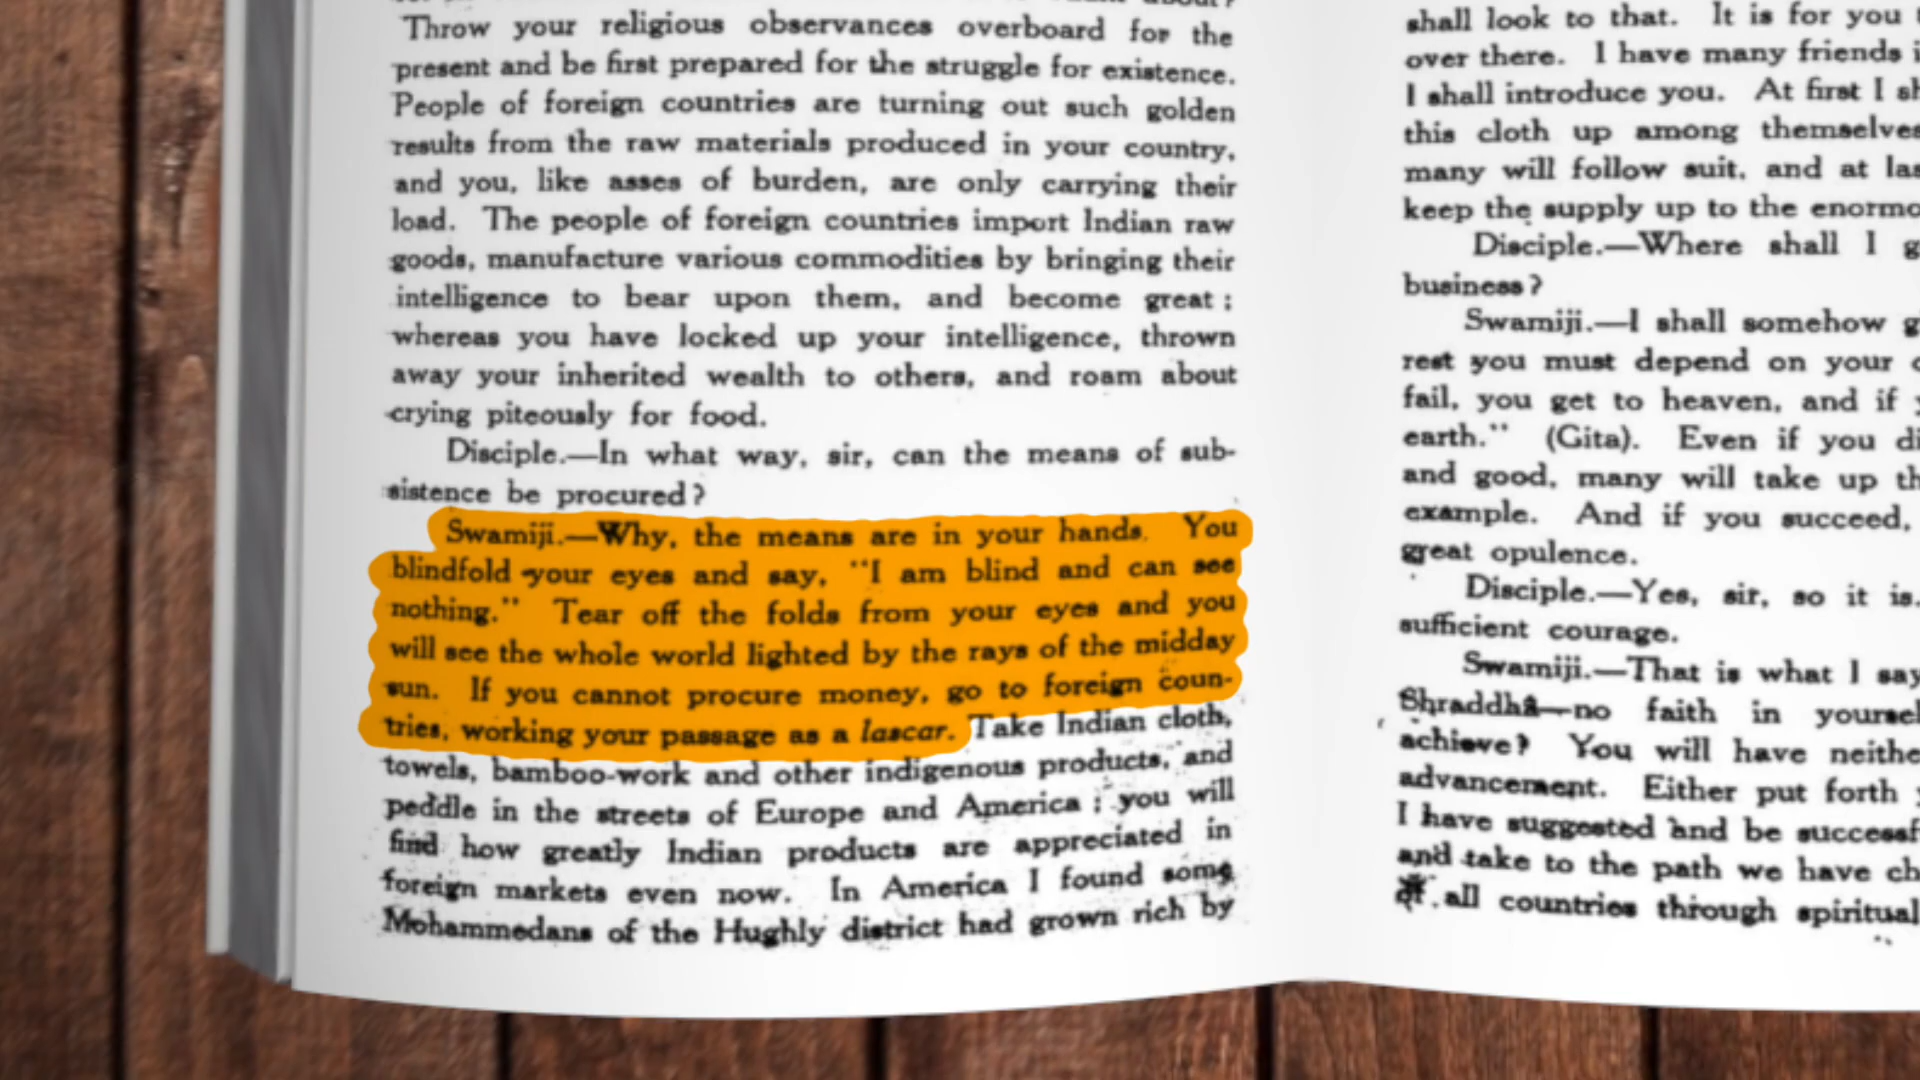 Throw your religious observances overboard for the
present and be first prepared for the struggle for existence.
People of foreign countries are turning out such golden
results from the raw materials produced in your country,
and you, like asses of burden, are only carrying their
load. The people of foreign countries import Indian raw
goods, manufacture various commodities by bringing their
intelligence to bear upon them, and become great ;
whereas you have locked up your intelligence, thrown
away your inherited wealth to others, and roam about
crying piteously for food.
Disciple.—In what way, sir, can the means of sub-
sistence be procured ?
Swamiji.—Why, the means are in your hands. You
blindfold your eyes and say, "I am blind and can see
nothing." Tear off the folds from your eyes and you
will see the whole world lighted by the rays of the midday
sun. If you cannot procure money, go to foreign coun-
tries, working your passage as a lascar. Take Indian cloth,
towels, bamboo-work and other indigenous products, and
peddle in the streets of Europe and America ; you will
find how greatly Indian products are appreciated in
foreign markets even now. In America I found some
Mohammedans of the Hughly district had grown rich by
shall look to that. It is for you
over there. I have many friends
I shall introduce you. At first I
this cloth up among
many will follow suit, and at
keep the supply up to the
Disciple.—Where shall I
business ?
Swamiji.—I shall somehow
rest you must depend on your
fail, you get to heaven, and if
earth." (Gita). Even if you
and good, many will take up
example. And if you succeed,
great opulence.
Disciple.—Yes, sir, so it is.
sufficient courage.
Swamiji.—That is what I say
Shraddhâ—no faith in
achieve ? You will have
advancement. Either put forth
I have suggested and be
and take to the path we have
of all countries through